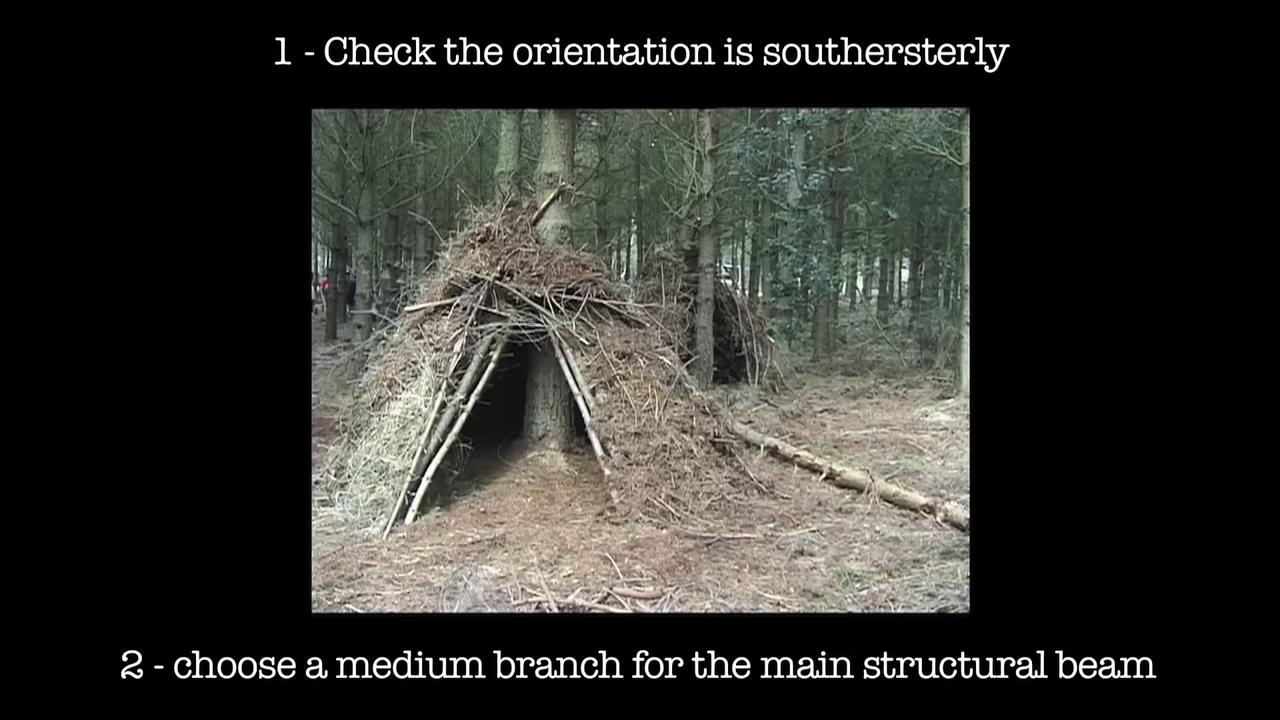 1 - Check the orientation is southersterly
2 - choose a medium branch for the main structural beam